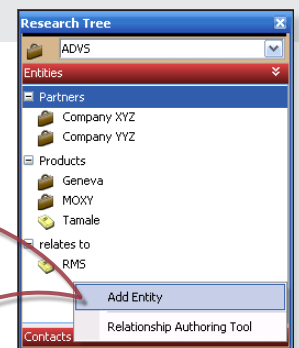 Research Tree
ADVS
Entities
Partners
Company XYZ
Company YYZ
Products
Geneva
MOXY
Tamale
relates to
RMS
Add Entity
Relationship Authoring Tool
Contacts